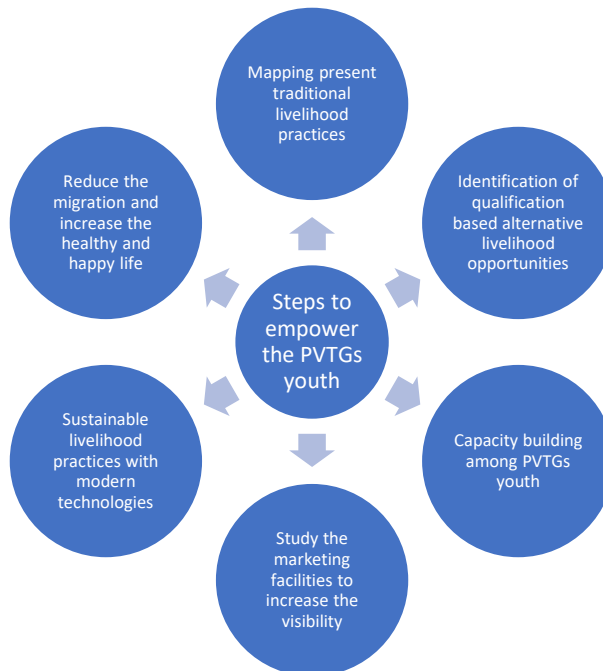 Mapping present
traditional
livelihood
practices
Identification of
qualification
based alternative
livelihood
opportunities
Capacity building
among PVTGs
youth
Study the
marketing
facilities to
increase the
visibility
Sustainable
livelihood
practices with
modern
technologies
Reduce the
migration and
increase the
healthy and
happy life
Steps to
empower
the PVTGs
youth